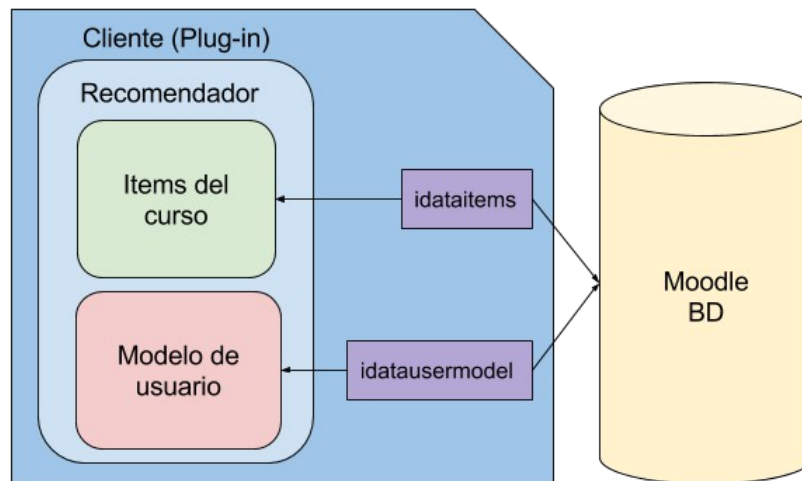 Cliente (Plug-in)
Recomendador
Items del
curso
idataitems
Moodle
BD
Modelo de
usuario
idatausermodel